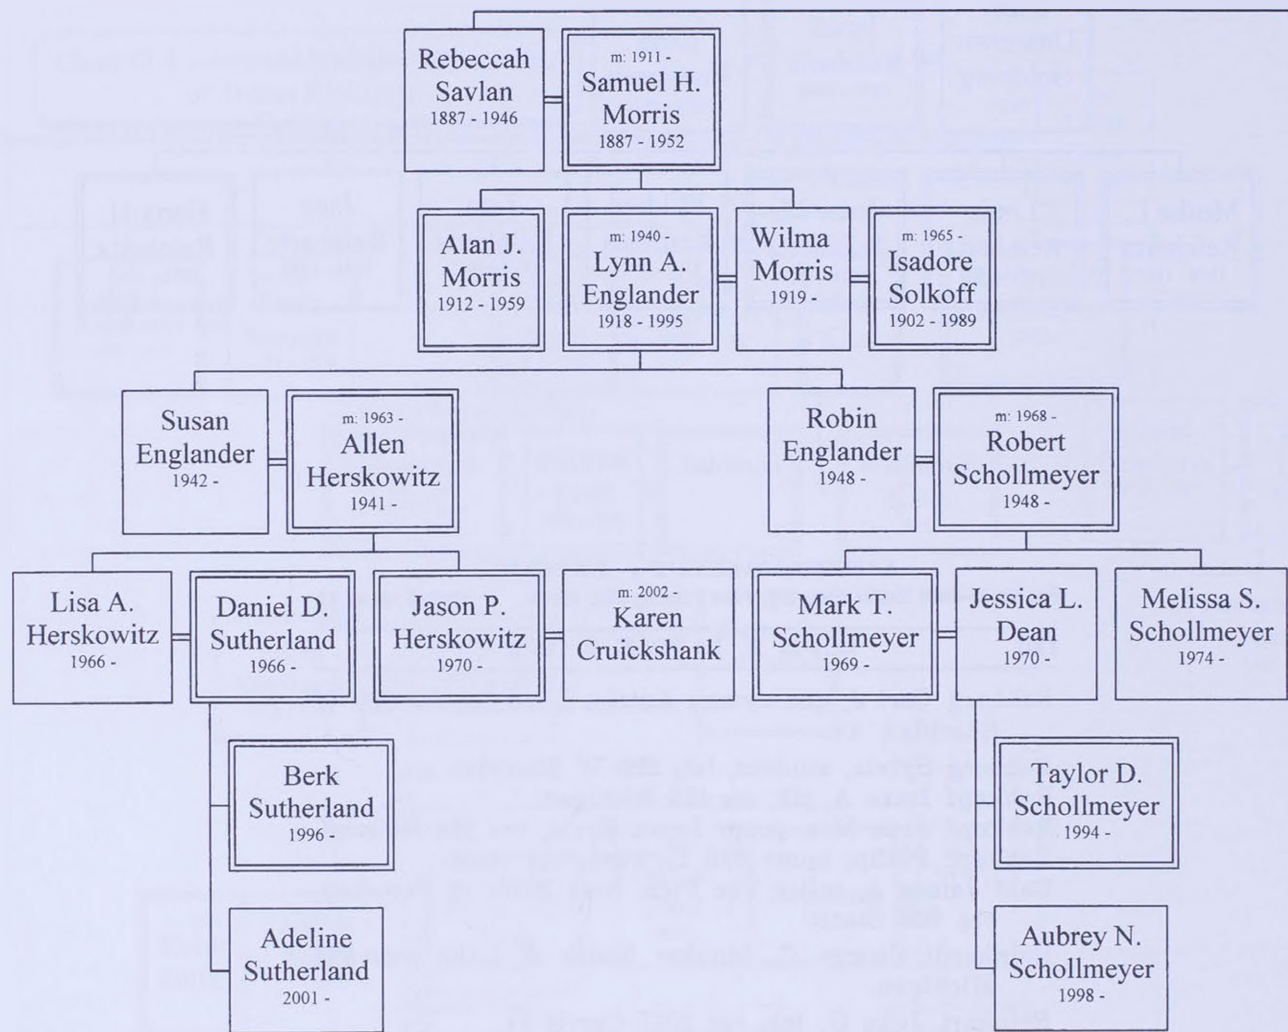 Rebeccah
Savlan
1887 - 1946
m: 1911 -
Samuel H.
Morris
1887 - 1952
Alan J.
Morris
1912 - 1959
m: 1940 -
Lynn A.
Englander
1918 - 1995
Wilma
Morris
1919 -
m: 1965 -
Isadore
Solkoff
1902 - 1989
Susan
Englander
1942 -
m: 1963 -
Allen
Herskowitz
1941 -
Robin
Englander
1948 -
m: 1968 -
Robert
Schollmeyer
1948 -
Lisa A.
Herskowitz
1966 -
Daniel D.
Sutherland
1966 -
Jason P.
Herskowitz
1970 -
m: 2002 -
Karen
Cruickshank
Mark T.
Schollmeyer
1969 -
Jessica L.
Dean
1970 -
Melissa S.
Schollmeyer
1974 -
Berk
Sutherland
1996 -
Adeline
Sutherland
2001 -
Taylor D.
Schollmeyer
1994 -
Aubrey N.
Schollmeyer
1998 -